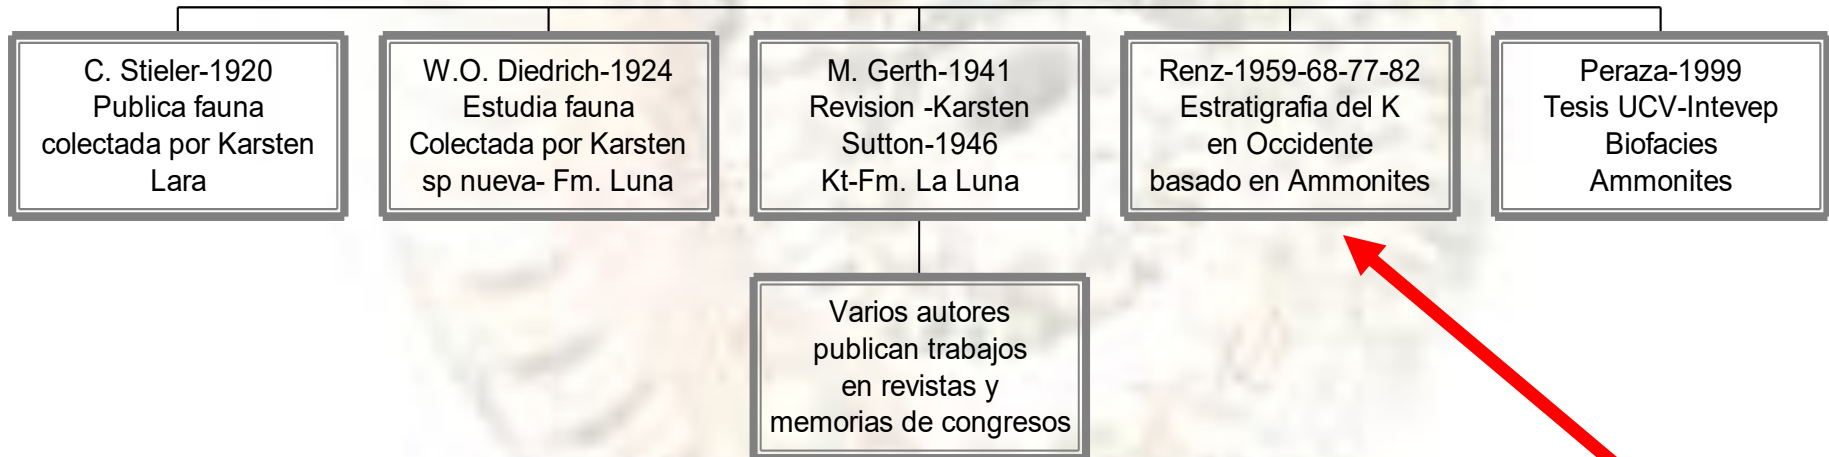 C. Stieler-1920
Publica fauna
colectada por Karsten
Lara
W.O. Diedrich-1924
Estudia fauna
Colectada por Karsten
sp nueva- Fm. Luna
M. Gerth-1941
Revision -Karsten
Sutton-1946
Kt-Fm. La Luna
Renz-1959-68-77-82
Estratigrafia del K
en Occidente
basado en Ammonites
Peraza-1999
Tesis UCV-Intevep
Biofacies
Ammonites
Varios autores
publican trabajos
en revistas y
memorias de congresos